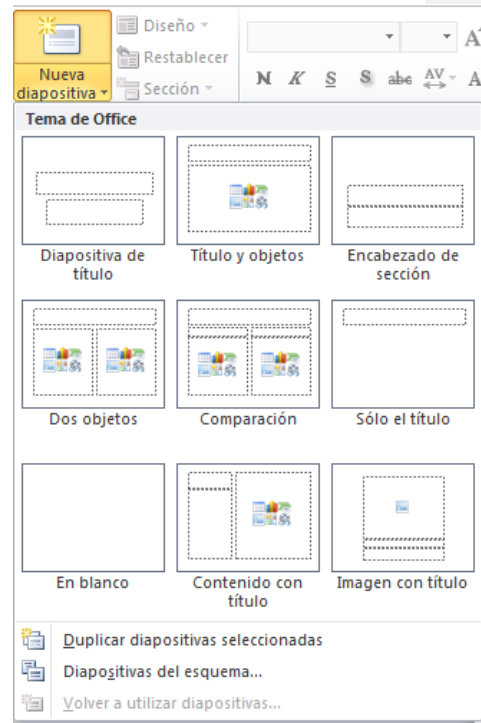 Nueva
diapositiva
Diseño
Restablecer
Sección
N K S S abc AV A
A
Tema de Office
Diapositiva de
título
Título y objetos
Encabezado de
sección
Dos objetos
Comparación
Sólo el título
En blanco
Contenido con
título
Imagen con título
Duplicar diapositivas seleccionadas
Diapositivas del esquema...
Volver a utilizar diapositivas...